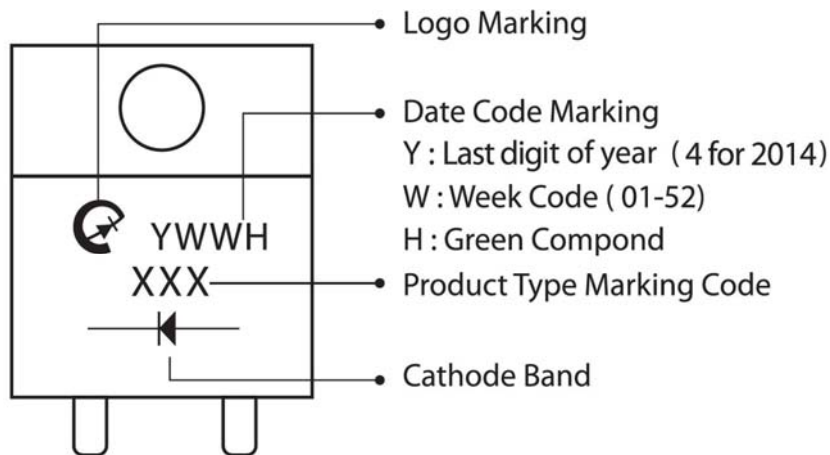 Logo Marking
Date Code Marking
Y : Last digit of year ( 4 for 2014)
W : Week Code ( 01-52)
H : Green Compond
YWWH
XXX
Product Type Marking Code
Cathode Band